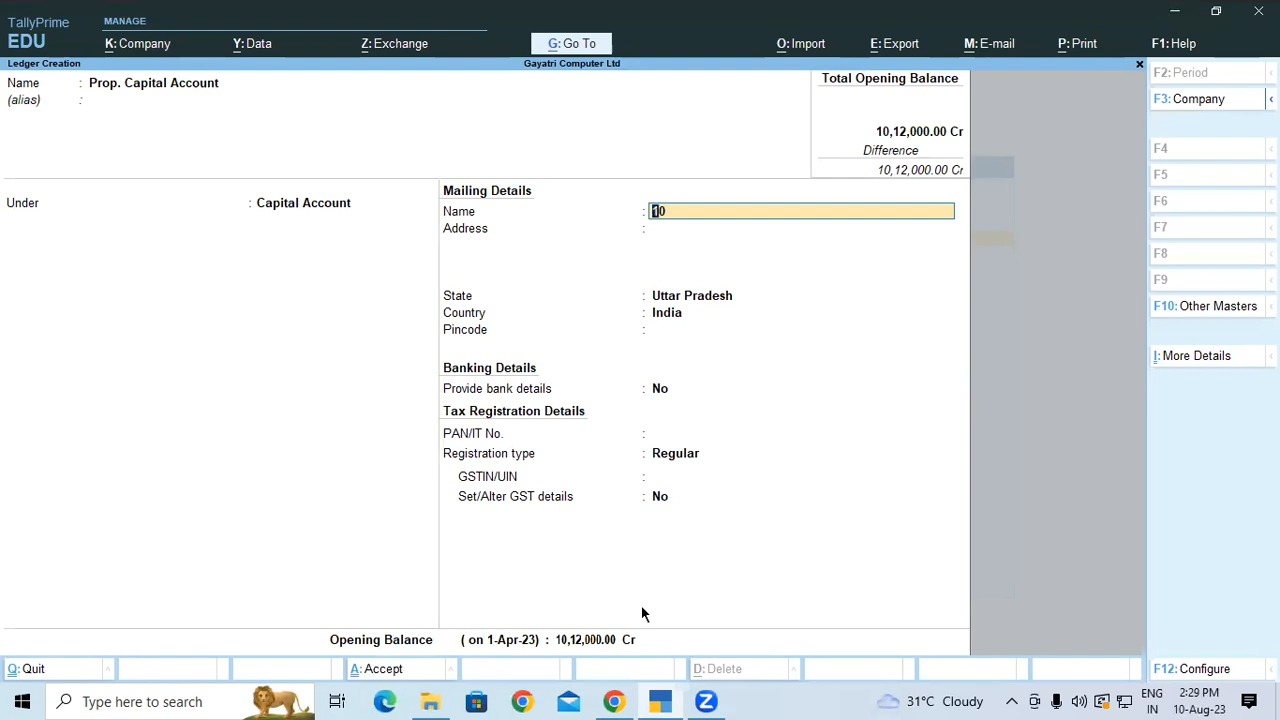 TallyPrime
EDU
MANAGE
K: Company
Y: Data
Z: Exchange
G: Go To
O: Import
E: Export
M: E-mail
P: Print
F1: Help
Ledger Creation
Gayatri Computer Ltd
×
Name : Prop. Capital Account
(alias) :
Total Opening Balance
10,12,000.00 Cr
Difference
10,12,000.00 Cr
Under : Capital Account
Mailing Details
Name : 10
Address :
State : Uttar Pradesh
Country : India
Pincode :
Banking Details
Provide bank details : No
Tax Registration Details
PAN/IT No. :
Registration type : Regular
GSTIN/UIN :
Set/Alter GST details : No
Opening Balance ( on 1-Apr-23) : 10,12,000.00 Cr
F2: Period
F3: Company
F4
F5
F6
F7
F8
F9
F10: Other Masters
I: More Details
Q: Quit
A: Accept
D: Delete
F12: Configure
Type here to search
31°C Cloudy
ENG
IN
2:29 PM
10-Aug-23